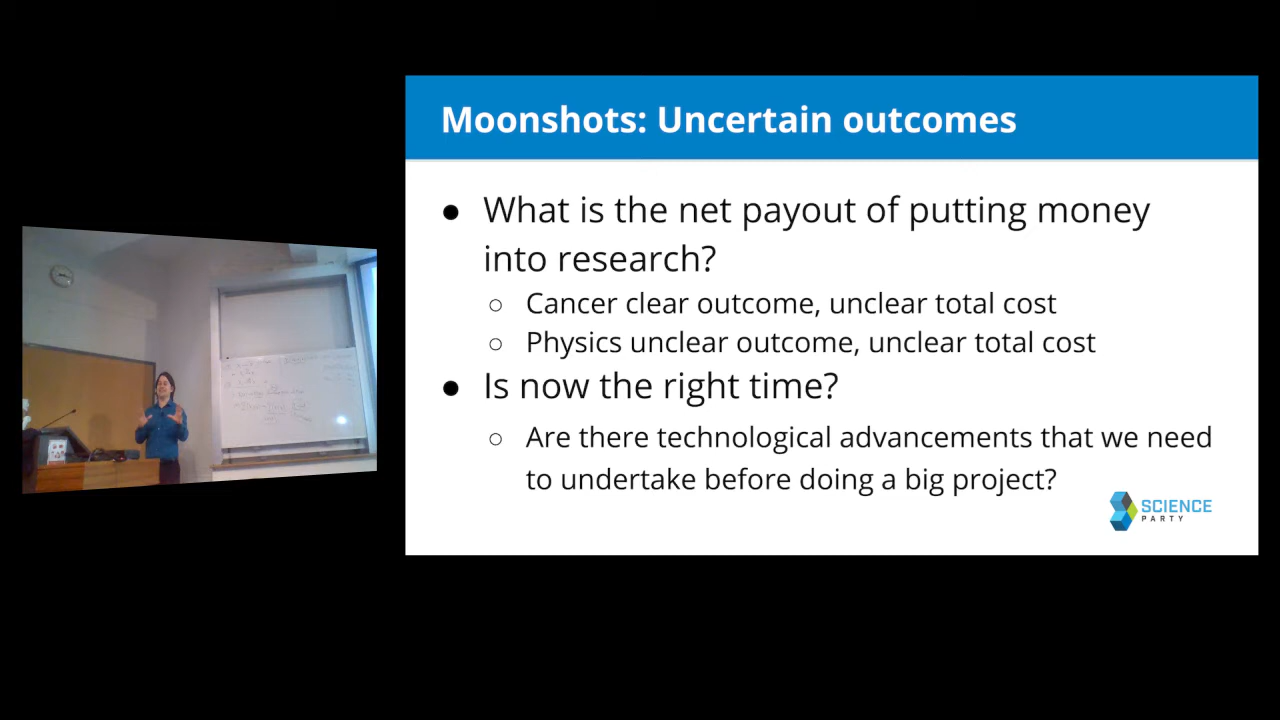 Moonshots: Uncertain outcomes
● What is the net payout of putting money
into research?
○ Cancer clear outcome, unclear total cost
○ Physics unclear outcome, unclear total cost
● Is now the right time?
○ Are there technological advancements that we need
to undertake before doing a big project?
SCIENCE
PARTY